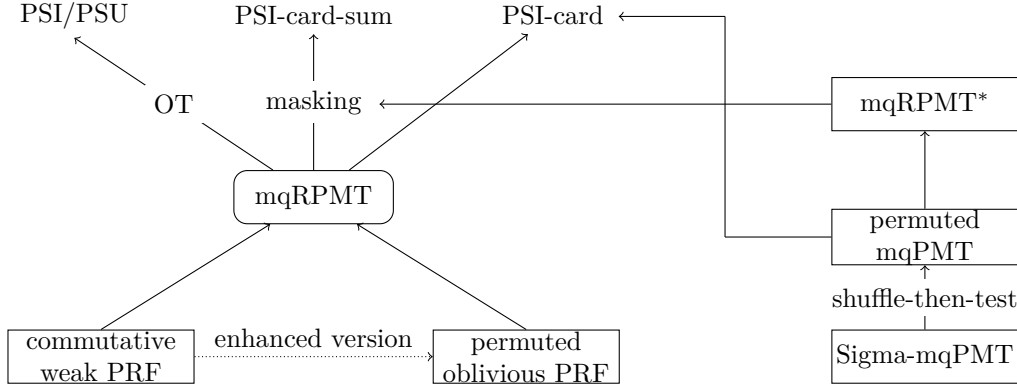 PSI/PSU
PSI-card-sum
PSI-card
OT
masking
mqRPMT*
mqRPMT
permuted
mqPMT
shuffle-then-test
commutative
weak PRF
enhanced version
permuted
oblivious PRF
Sigma-mqPMT